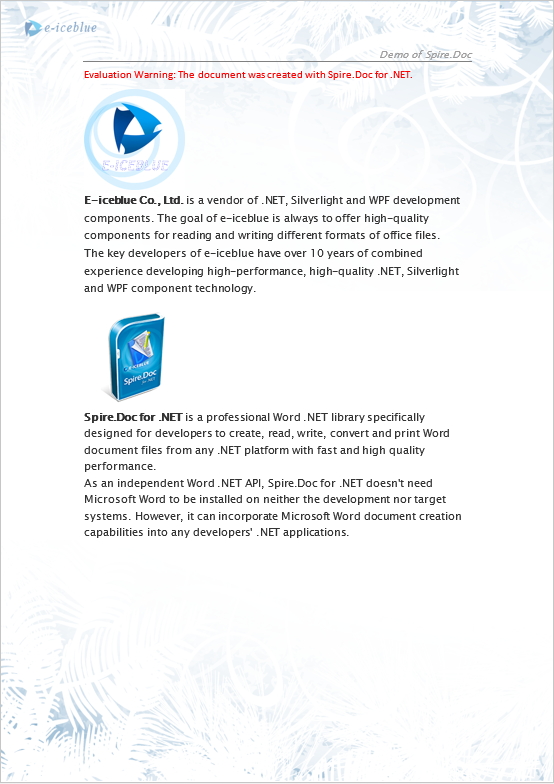 e-iceblue
Demo of Spire.Doc
Evaluation Warning: The document was created with Spire.Doc for .NET.
E-ICEBLUE
E-iceblue Co., Ltd. is a vendor of .NET, Silverlight and WPF development
components. The goal of e-iceblue is always to offer high-quality
components for reading and writing different formats of office files.
The key developers of e-iceblue have over 10 years of combined
experience developing high-performance, high-quality .NET, Silverlight
and WPF component technology.
E-ICEBLUE
Spire.Doc
for .NET
Spire.Doc for .NET is a professional Word .NET library specifically
designed for developers to create, read, write, convert and print Word
document files from any .NET platform with fast and high quality
performance.
As an independent Word .NET API, Spire.Doc for .NET doesn't need
Microsoft Word to be installed on neither the development nor target
systems. However, it can incorporate Microsoft Word document creation
capabilities into any developers' .NET applications.